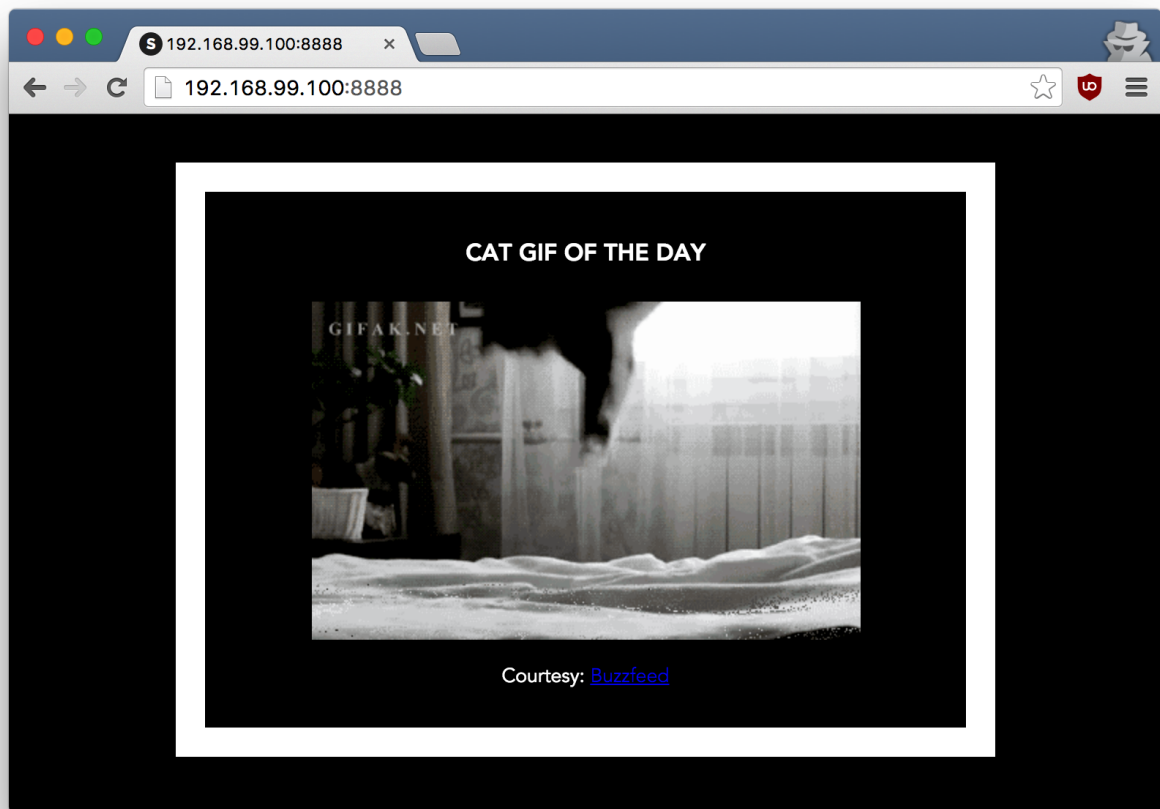 S 192.168.99.100:8888
192.168.99.100:8888
CAT GIF OF THE DAY
GIFAK.NET
Courtesy: Buzzfeed